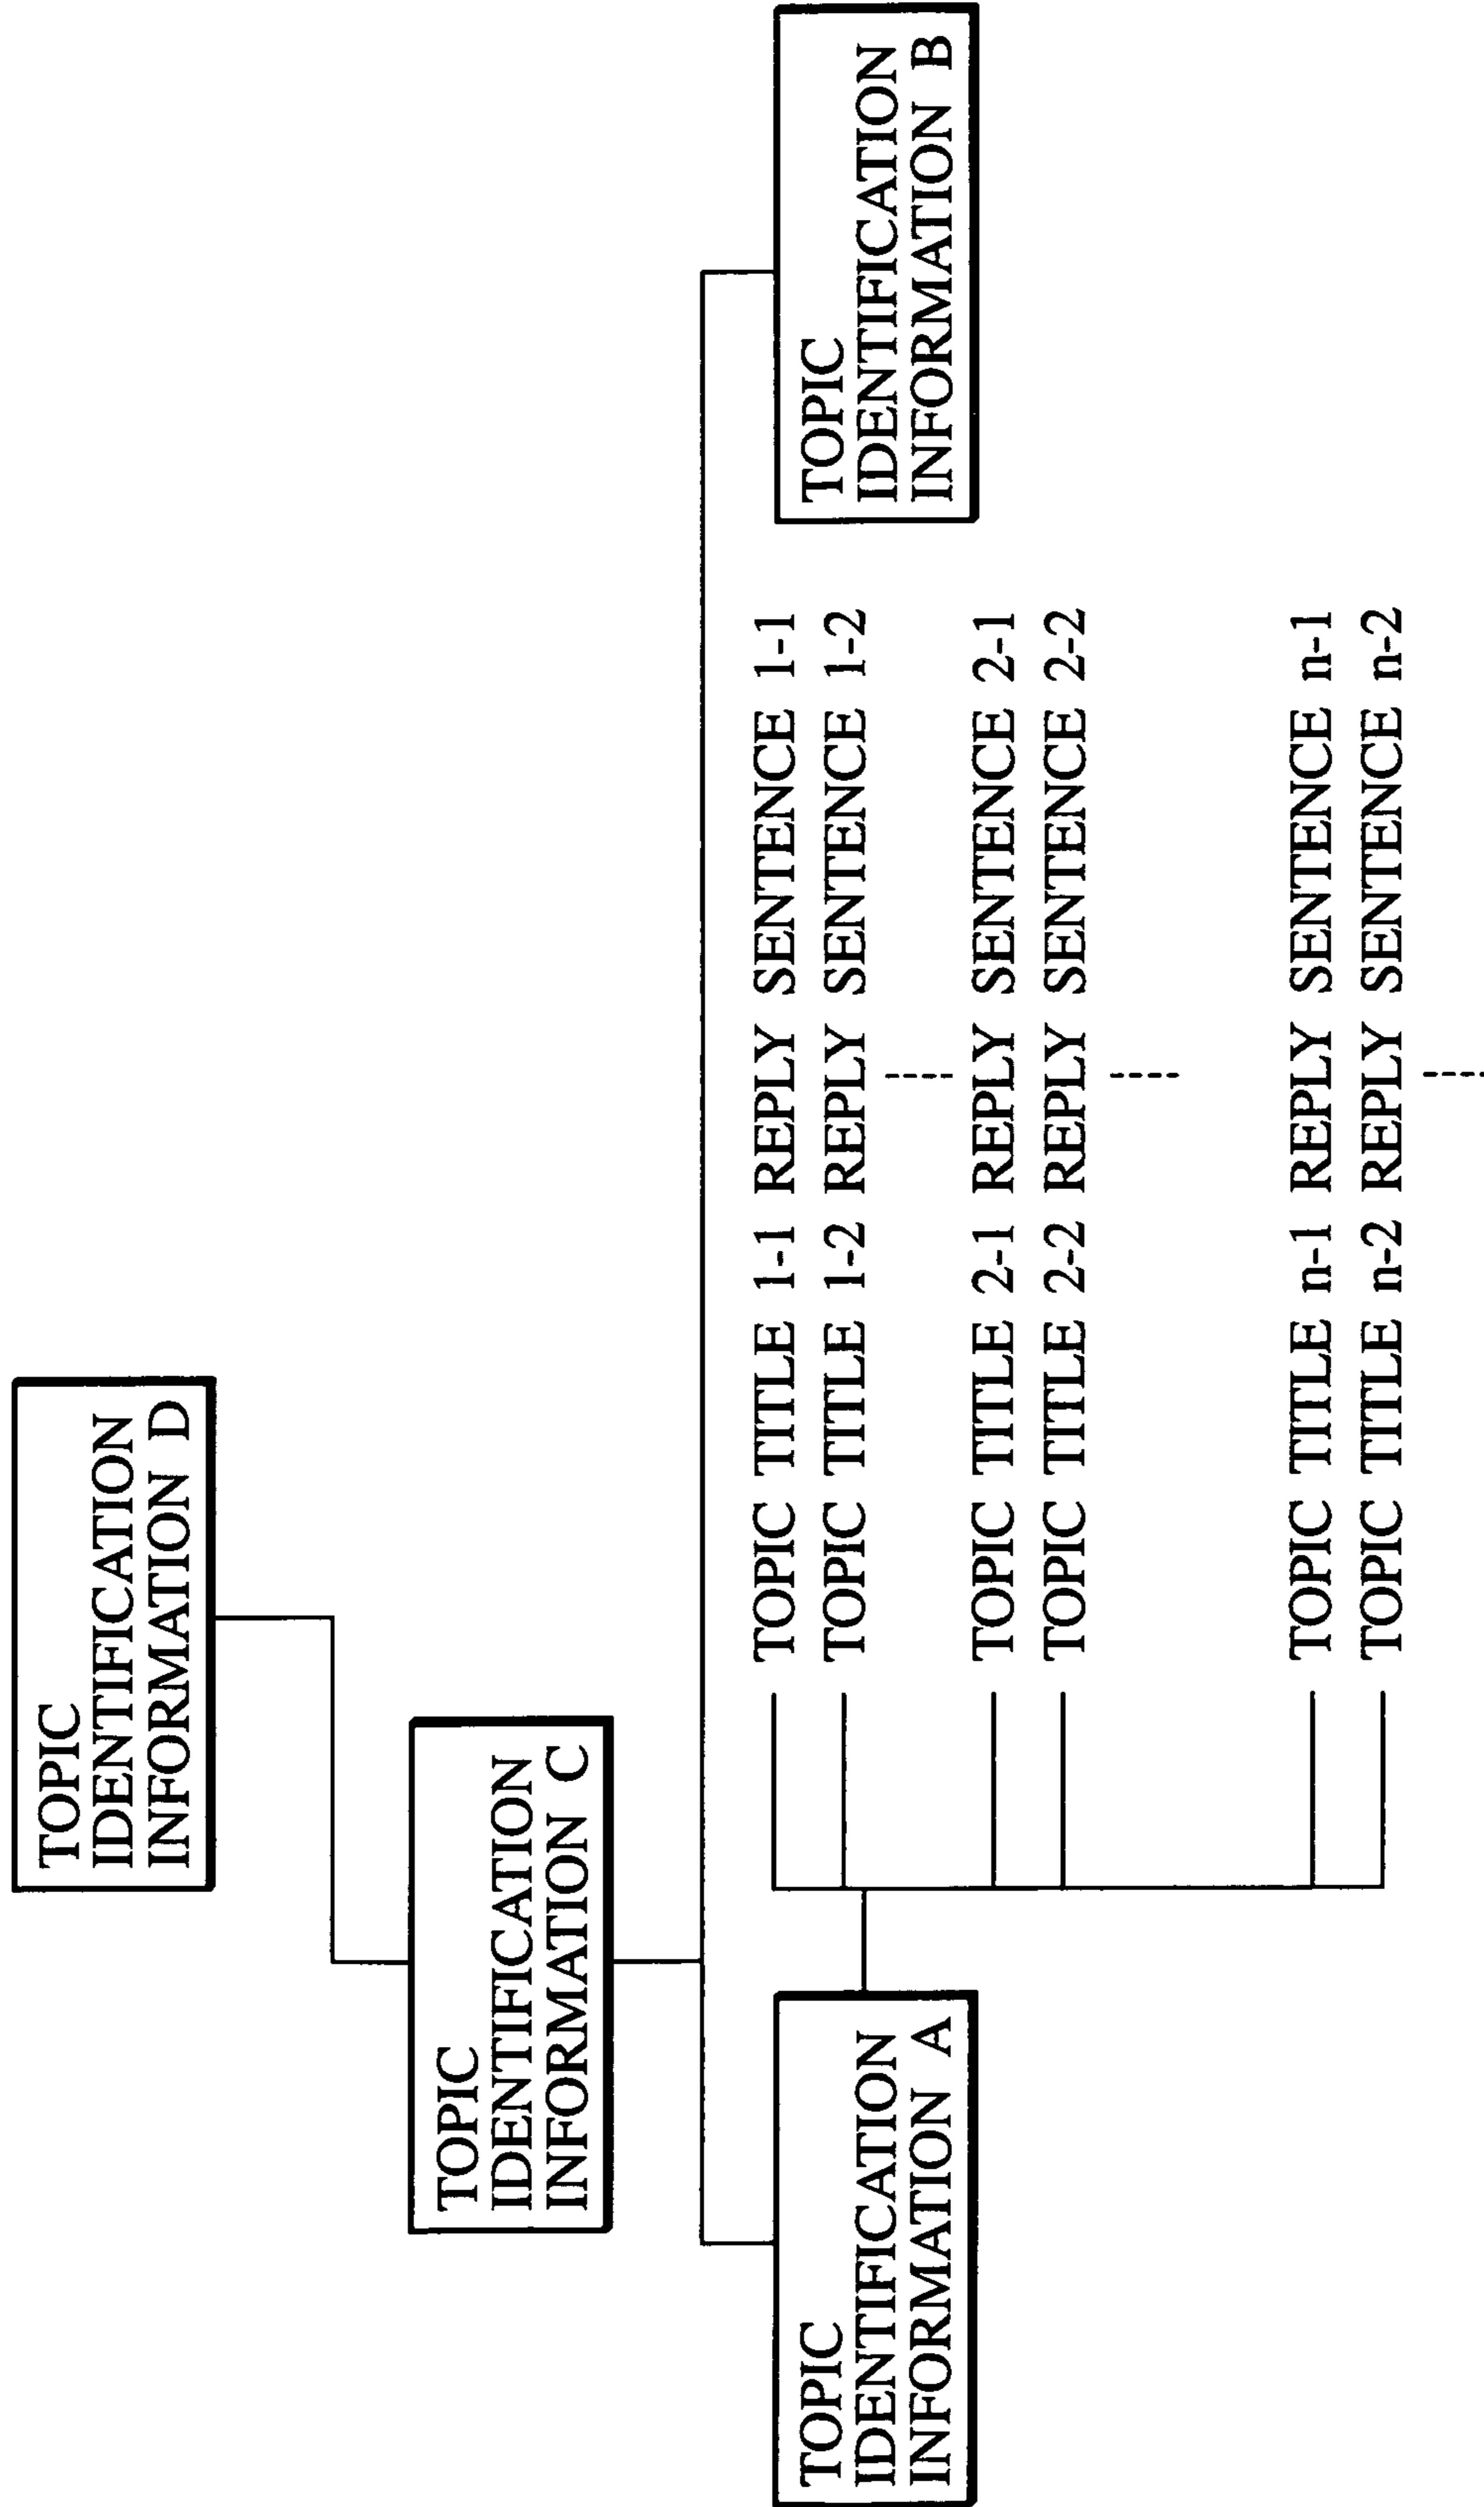 TOPIC
IDENTIFICATION
INFORMATION D
TOPIC
IDENTIFICATION
INFORMATION C
TOPIC
IDENTIFICATION
INFORMATION A
TOPIC TITLE 1-1 REPLY SENTENCE 1-1
TOPIC TITLE 1-2 REPLY SENTENCE 1-2
TOPIC TITLE 2-1 REPLY SENTENCE 2-1
TOPIC TITLE 2-2 REPLY SENTENCE 2-2
TOPIC TITLE n-1 REPLY SENTENCE n-1
TOPIC TITLE n-2 REPLY SENTENCE n-2
TOPIC
IDENTIFICATION
INFORMATION B